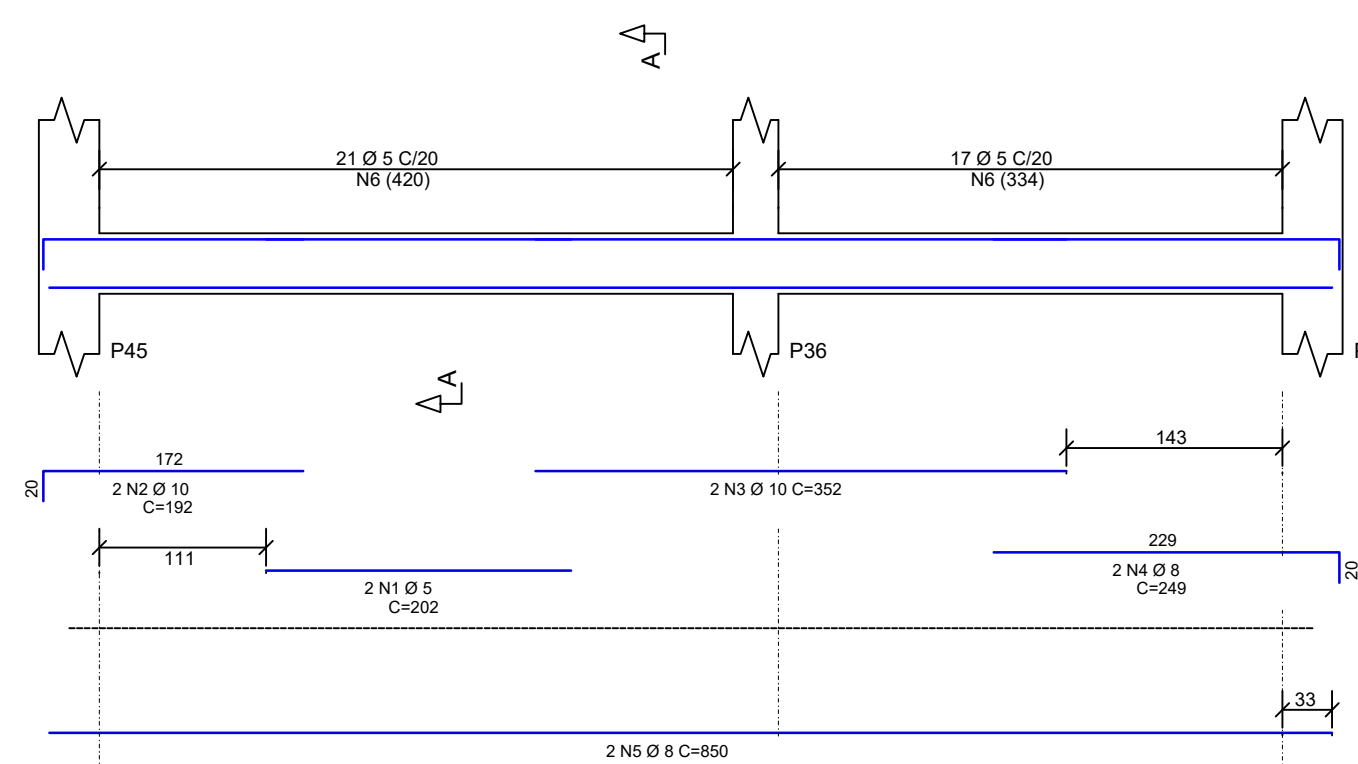 A
21 Ø 5 C/20
N6 (420)
17 Ø 5 C/20
N6 (334)
P45
P36
A
143
172
20
2 N2 Ø 10
C=192
2 N3 Ø 10 C=352
111
2 N1 Ø 5
C=202
229
2 N4 Ø 8
C=249
20
33
2 N5 Ø 8 C=850